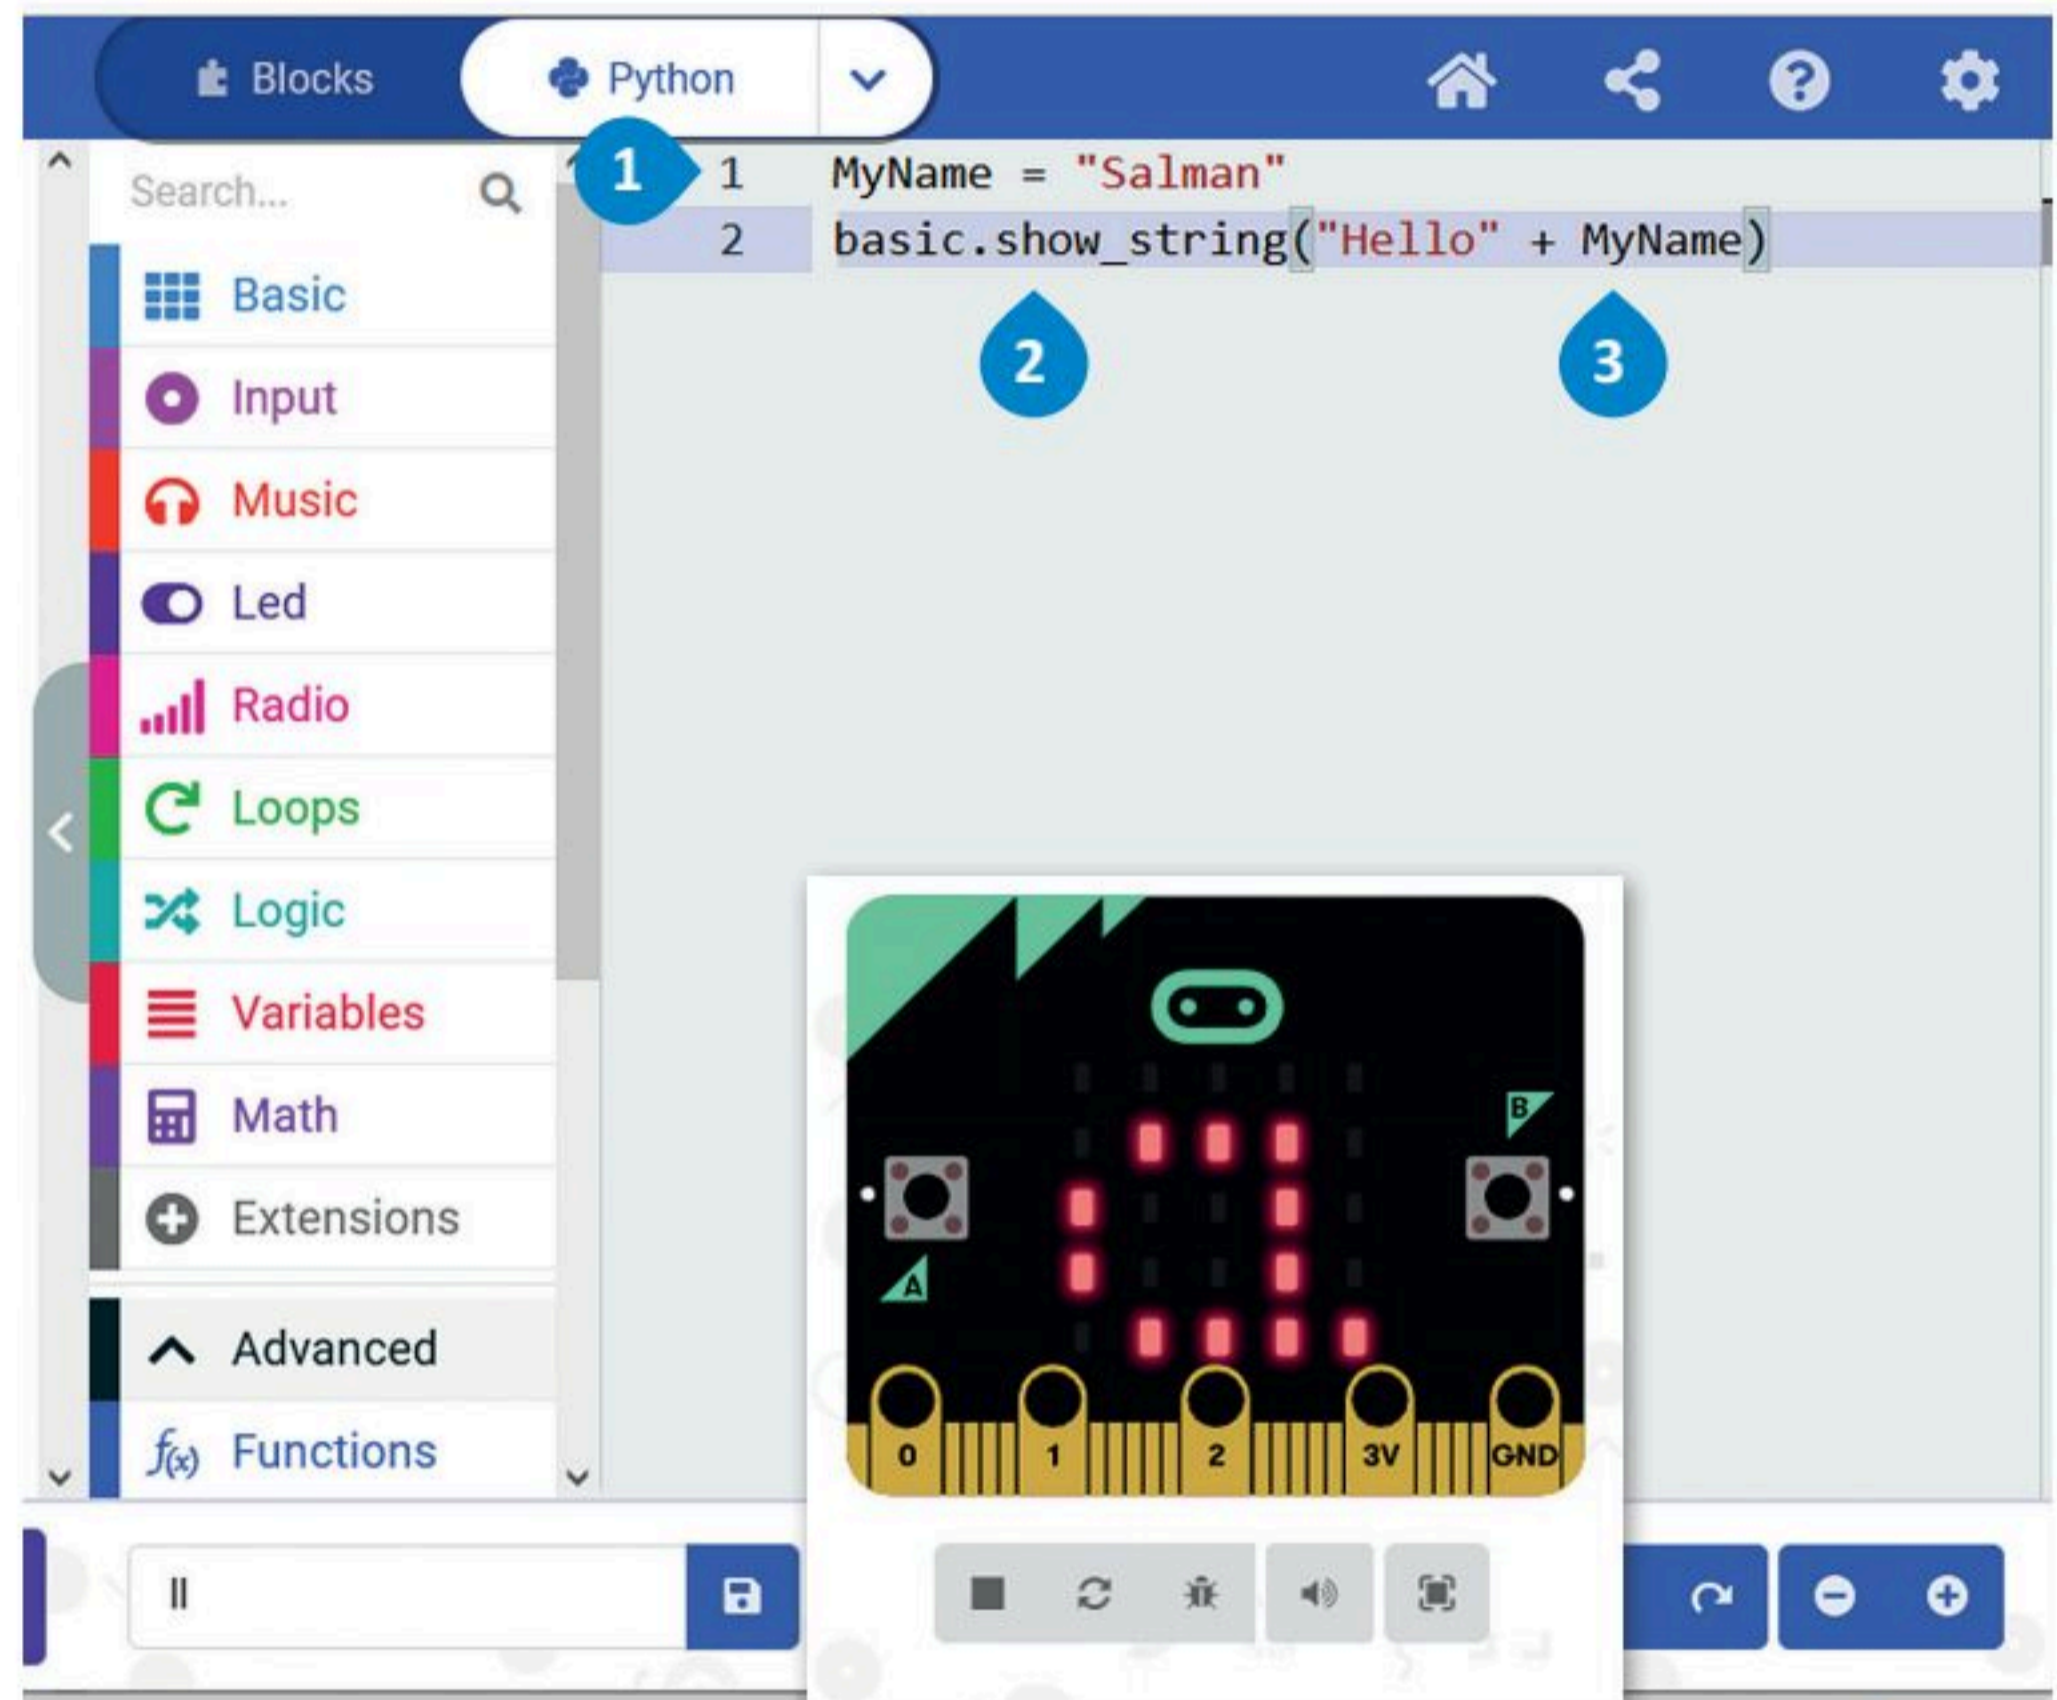 Blocks
Python
1
1 MyName = "Salman"
2 basic.show_string("Hello" + MyName)
2
3
Search...
Basic
Input
Music
Led
Radio
Loops
Logic
Variables
Math
Extensions
Advanced
f(x) Functions
B
A
0 1 2 3V GND
||